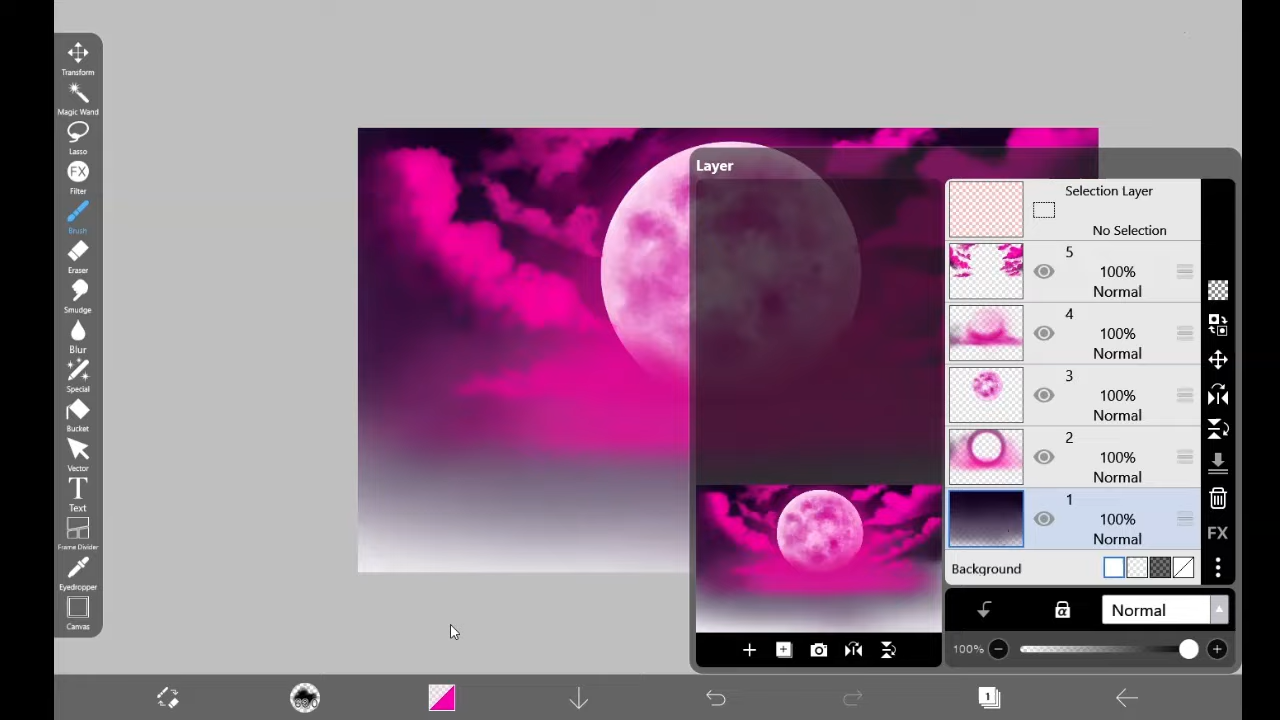 Transform
Magic Wand
Lasso
FX
Filter
Brush
Eraser
Smudge
Blur
Special
Bucket
Vector
T
Text
Frame Divider
Eyedropper
Canvas
Layer
Selection Layer
No Selection
5
100%
Normal
4
100%
Normal
3
100%
Normal
2
100%
Normal
1
100%
Normal
FX
Background
α
Normal
100%
1